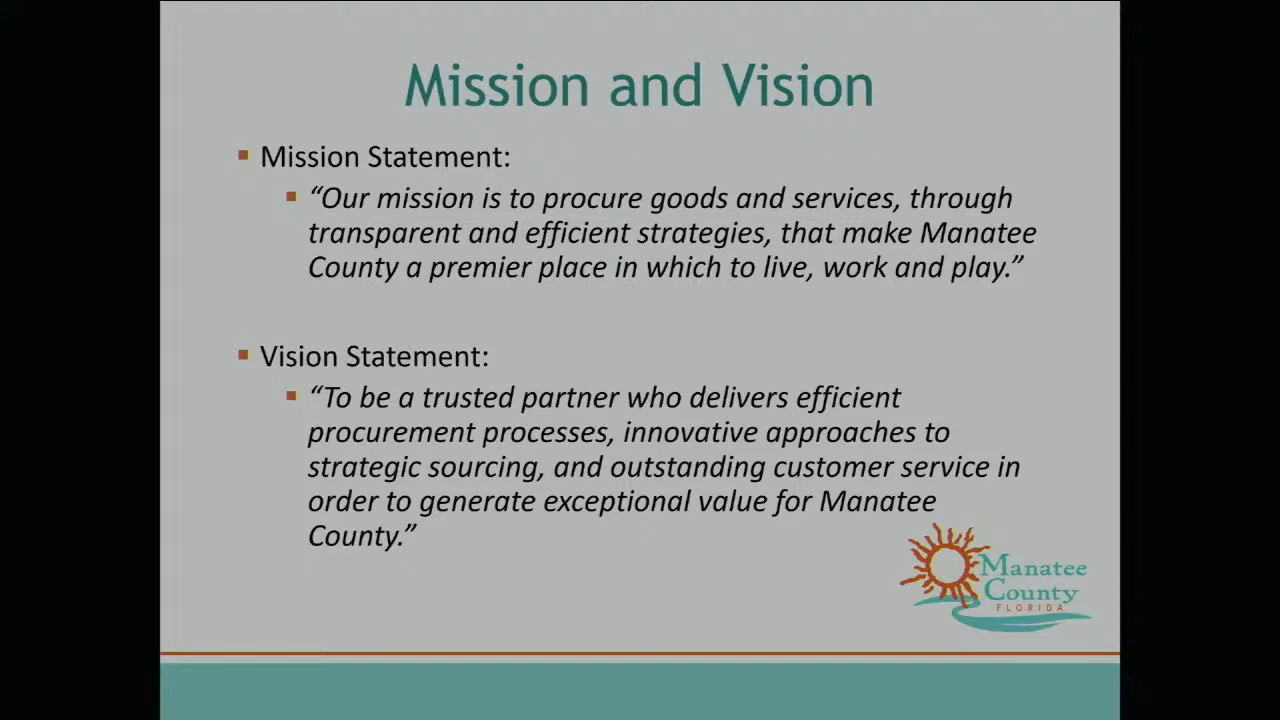 Mission and Vision
Mission Statement:
“Our mission is to procure goods and services, through
transparent and efficient strategies, that make Manatee
County a premier place in which to live, work and play.”
Vision Statement:
“To be a trusted partner who delivers efficient
procurement processes, innovative approaches to
strategic sourcing, and outstanding customer service in
order to generate exceptional value for Manatee
County.”
Manatee
County
FLORIDA